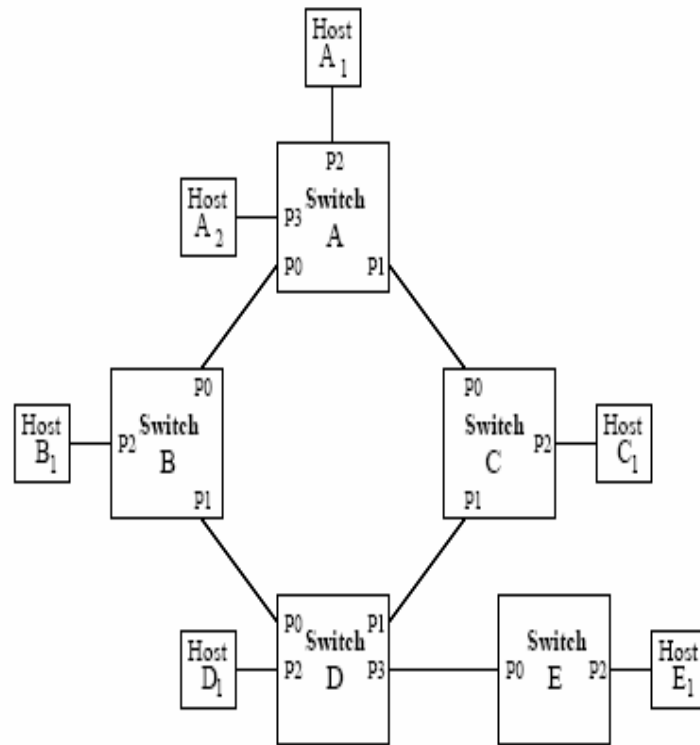 Host
A1
P2
Switch
A
P3
P0
P1
Host
A2
P0
Switch
B
P2
P1
Host
B1
P0
Switch
C
P2
P1
Host
C1
P0
P1
Switch
D
P2
P3
Host
D1
Switch
E
P0
P2
Host
E1